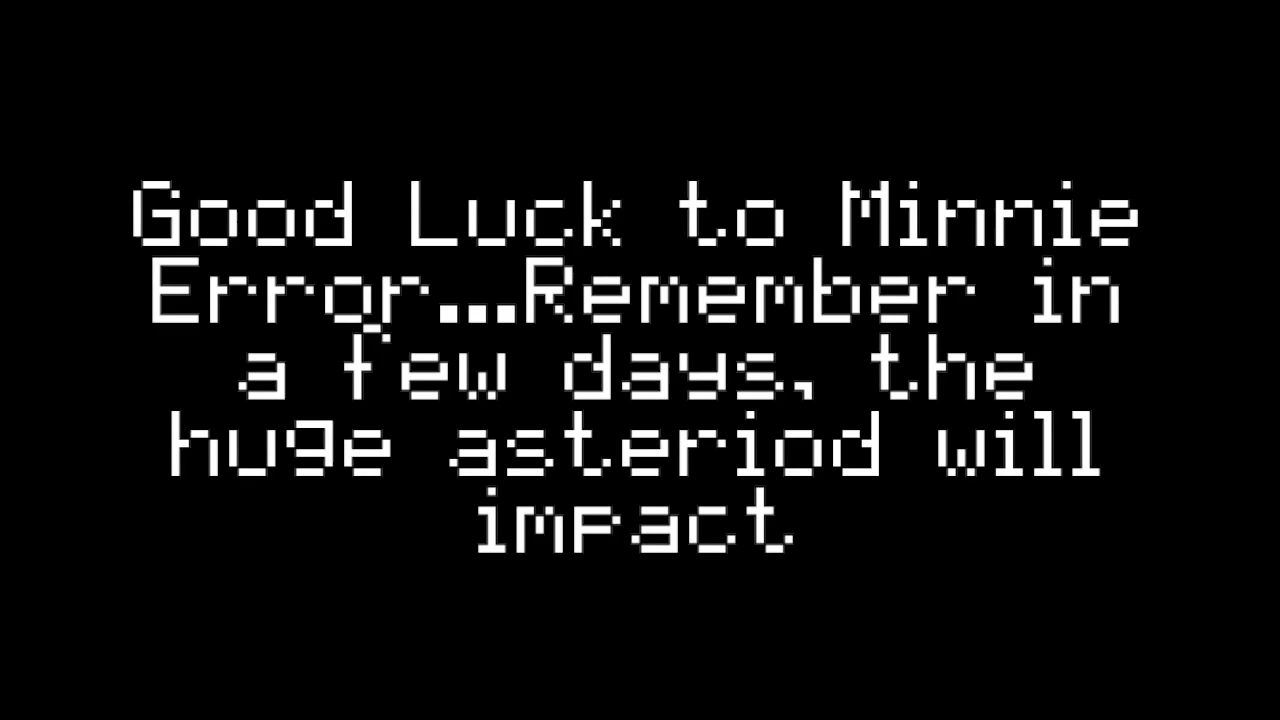 Good Luck to Minnie
Error...Remember in
a few days, the
huge asteriod will
impact